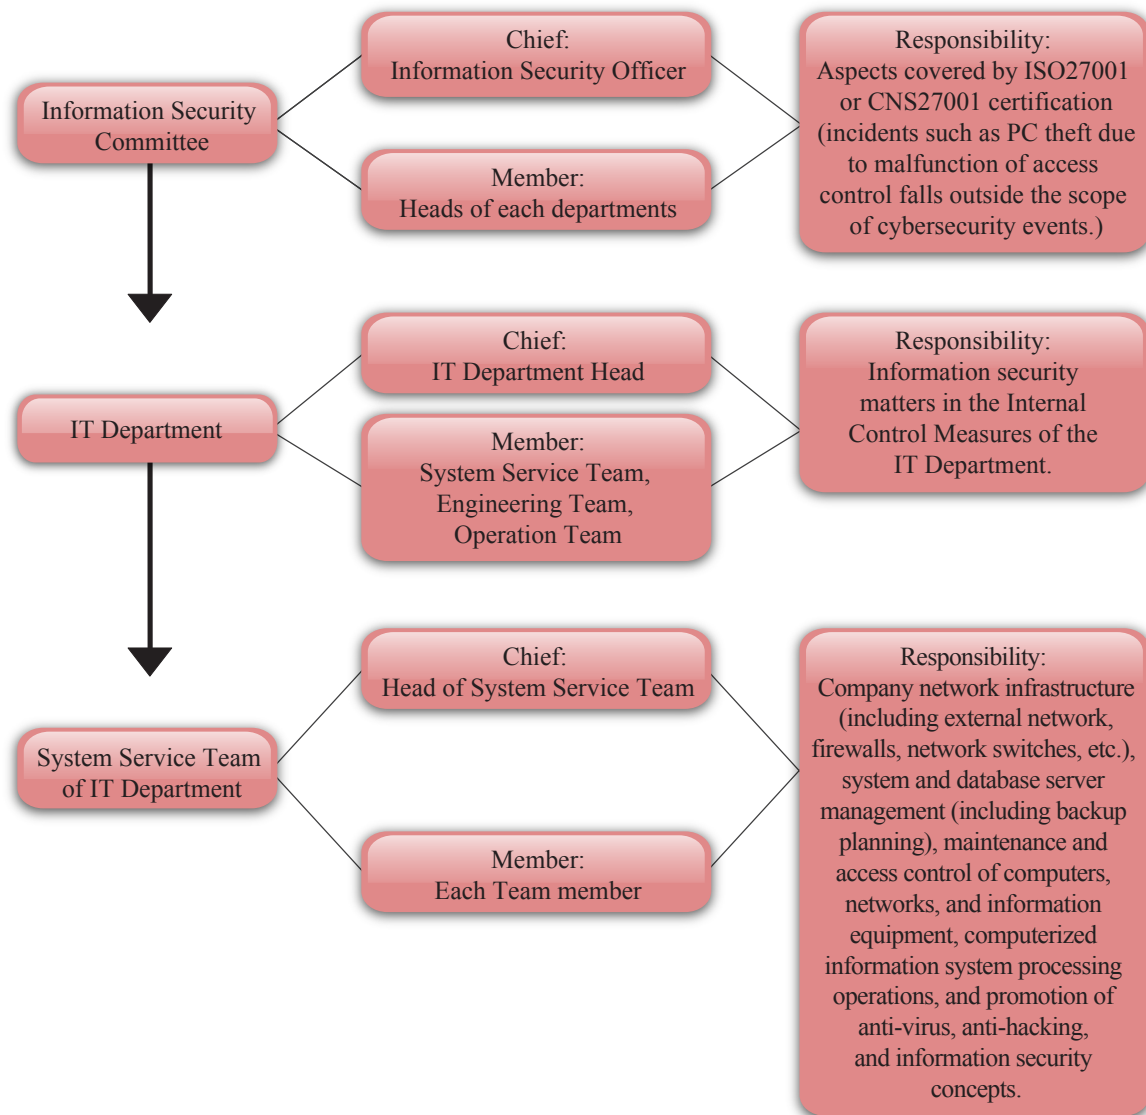 Information Security
Committee
Chief:
Information Security Officer
Member:
Heads of each departments
Responsibility:
Aspects covered by ISO27001
or CNS27001 certification
(incidents such as PC theft due
to malfunction of access
control falls outside the scope
of cybersecurity events.)
IT Department
Chief:
IT Department Head
Member:
System Service Team,
Engineering Team,
Operation Team
Responsibility:
Information security
matters in the Internal
Control Measures of the
IT Department.
System Service Team
of IT Department
Chief:
Head of System Service Team
Member:
Each Team member
Responsibility:
Company network infrastructure
(including external network,
firewalls, network switches, etc.),
system and database server
management (including backup
planning), maintenance and
access control of computers,
networks, and information
equipment, computerized
information system processing
operations, and promotion of
anti-virus, anti-hacking,
and information security
concepts.